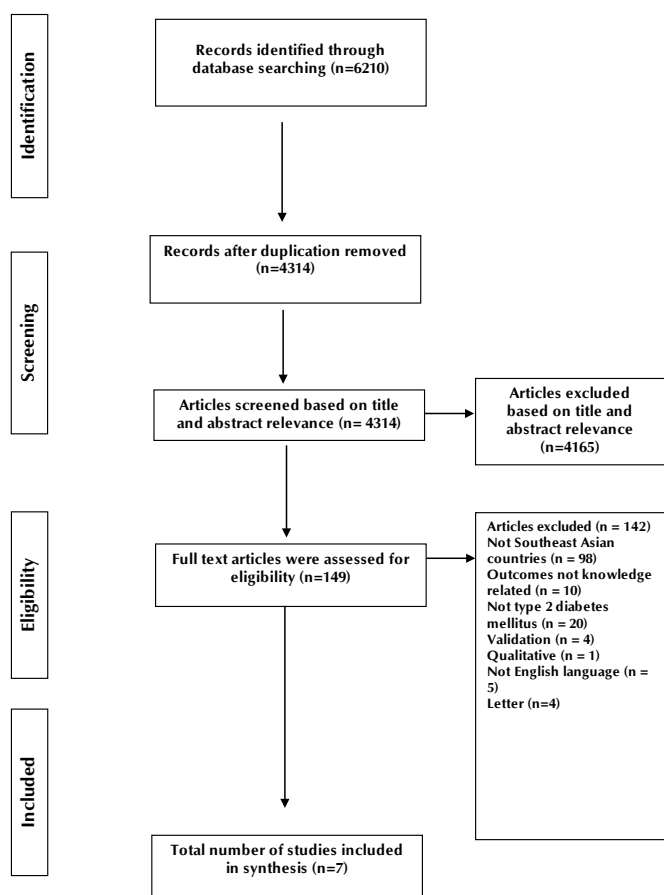 Identification
Records identified through
database searching (n=6210)
Records after duplication removed
(n=4314)
Screening
Articles screened based on title
and abstract relevance (n= 4314)
Articles excluded
based on title and
abstract relevance
(n=4165)
Eligibility
Full text articles were assessed for
eligibility (n=149)
Articles excluded (n = 142)
Not Southeast Asian
countries (n = 98)
Outcomes not knowledge
related (n = 10)
Not type 2 diabetes
mellitus (n = 20)
Validation (n = 4)
Qualitative (n = 1)
Not English language (n =
5)
Letter (n=4)
Included
Total number of studies included
in synthesis (n=7)